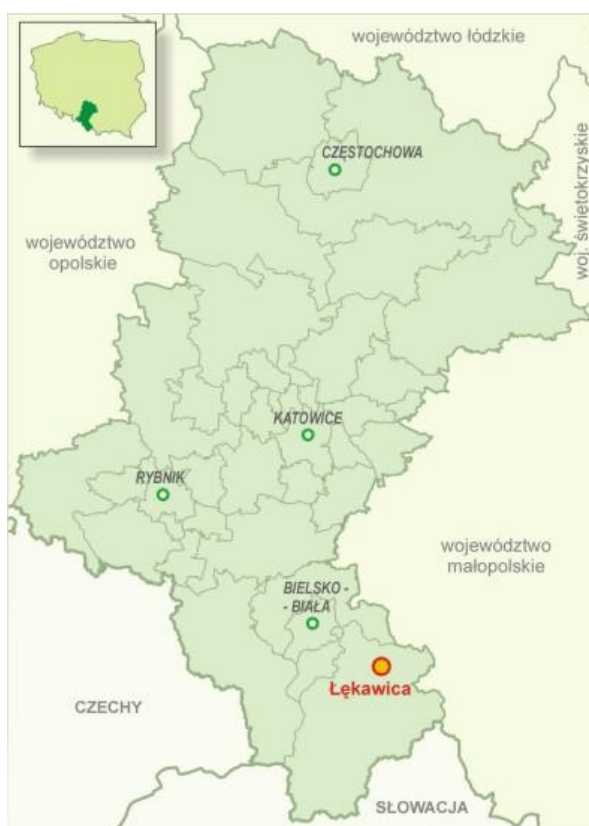 województwo łódzkie
CZĘSTOCHOWA
woj. świętokrzyskie
województwo
opolskie
KATOWICE
RYBNIK
województwo
małopolskie
BIELSKO -
- BIAŁA
Łękawica
CZECHY
SŁOWACJA